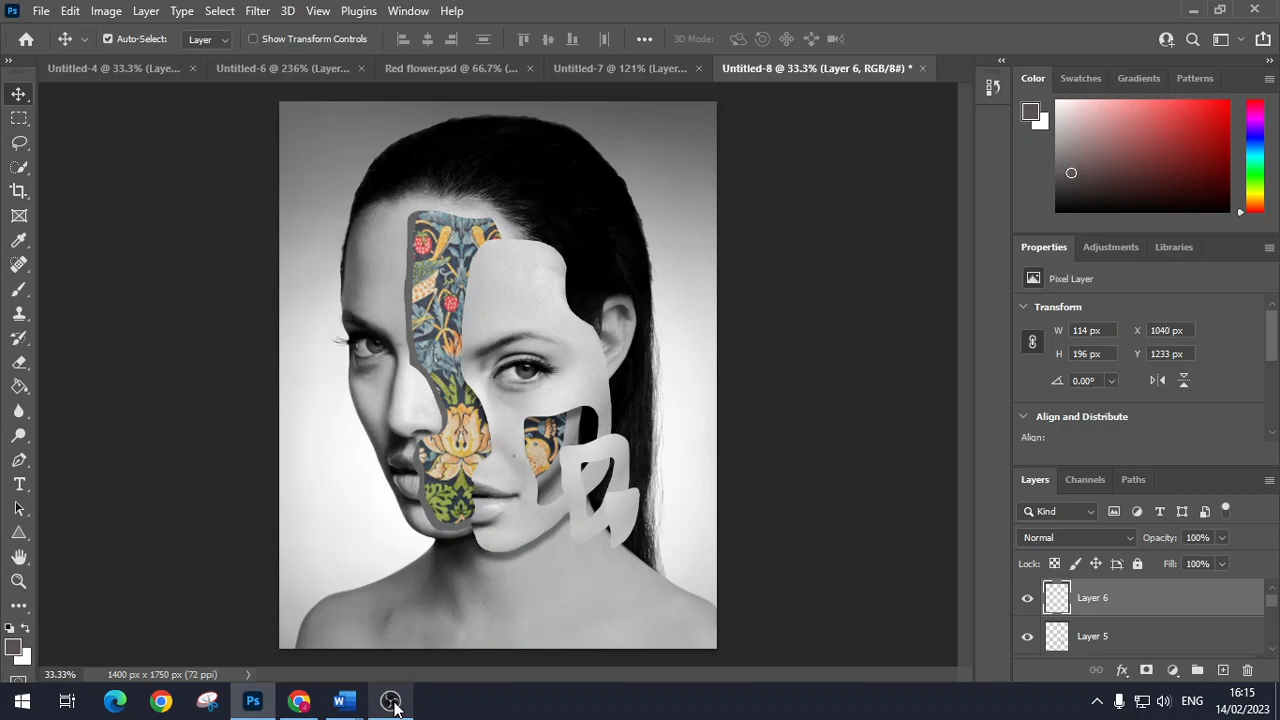 Ps File Edit Image Layer Type Select Filter 3D View Plugins Window Help
Auto-Select: Layer Show Transform Controls 3D Mode:
Untitled-4 @ 33.3% (Laye... × Untitled-6 @ 236% (Layer... × Red flower.psd @ 66.7% (... × Untitled-7 @ 121% (Layer... × Untitled-8 @ 33.3% (Layer 6, RGB/8#) * ×
Color Swatches Gradients Patterns
Properties Adjustments Libraries
Pixel Layer
Transform
W 114 px X 1040 px
H 196 px Y 1233 px
0.00°
Align and Distribute
Align:
Layers Channels Paths
Kind
Normal Opacity: 100%
Lock: Fill: 100%
Layer 6
Layer 5
33.33% 1400 px x 1750 px (72 ppi)
Ps W ENG 16:15
14/02/2023